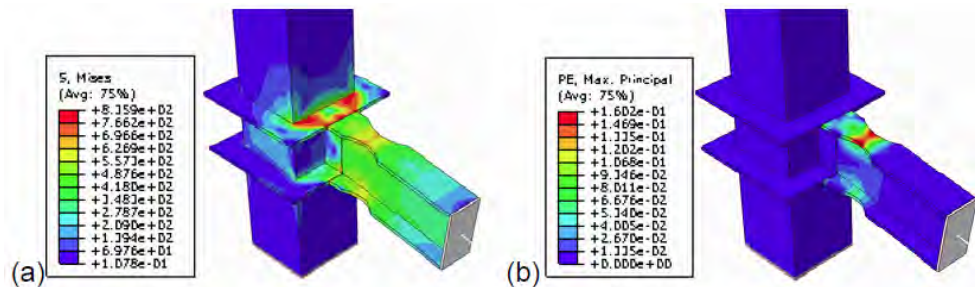 S, Mises
(Avg: 75%)
+8.359e+02
+7.662e+02
+6.966e+02
+6.269e+02
+5.573e+02
+4.876e+02
+4.180e+02
+3.483e+02
+2.787e+02
+2.090e+02
+1.394e+02
+6.976e+01
+1.078e-01
(a)
PE, Max. Principal
(Avg: 75%)
+1.602e-01
+1.469e-01
+1.335e-01
+1.202e-01
+1.068e-01
+9.346e-02
+8.011e-02
+6.676e-02
+5.340e-02
+4.005e-02
+2.670e-02
+1.335e-02
+0.000e+00
(b)